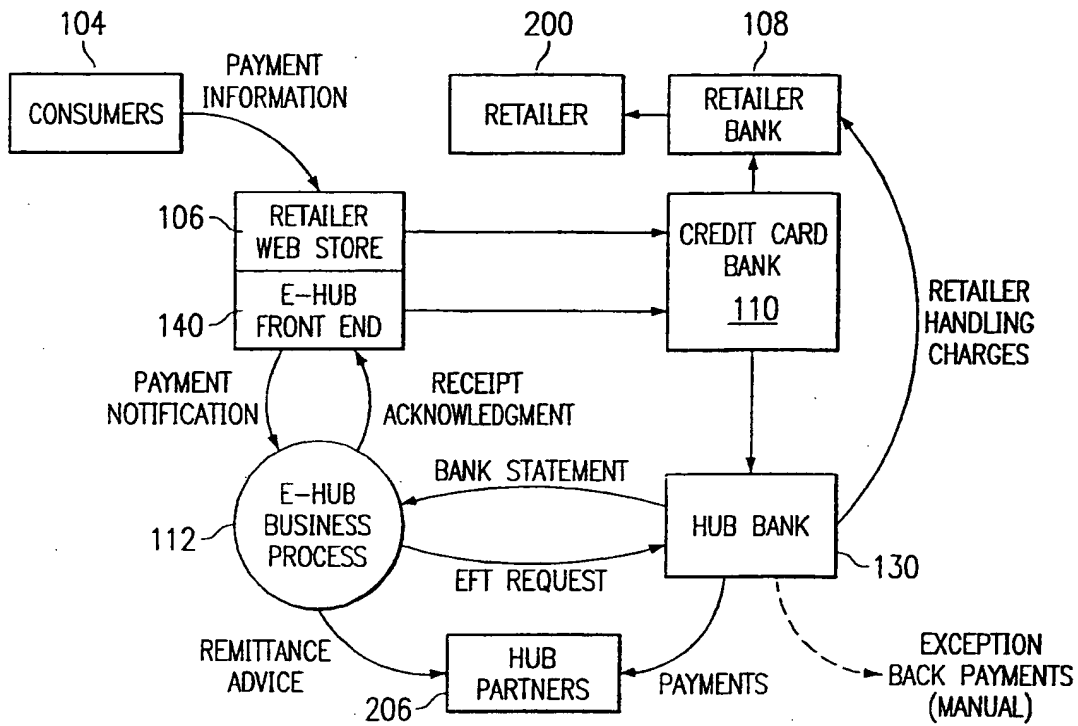 104
200
108
CONSUMERS
PAYMENT
INFORMATION
RETAILER
RETAILER
BANK
106
RETAILER
WEB STORE
CREDIT CARD
BANK
110
140
E-HUB
FRONT END
RETAILER
HANDLING
CHARGES
PAYMENT
NOTIFICATION
RECEIPT
ACKNOWLEDGMENT
BANK STATEMENT
112
E-HUB
BUSINESS
PROCESS
HUB BANK
130
EFT REQUEST
REMITTANCE
ADVICE
HUB
PARTNERS
206
PAYMENTS
EXCEPTION
BACK PAYMENTS
(MANUAL)